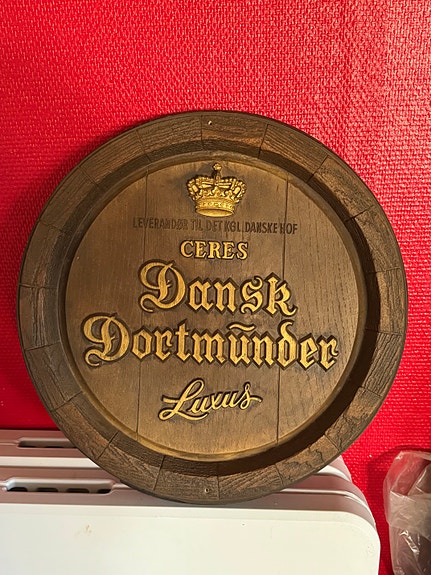 LEVERANDØR TIL DET KGL. DANSKE HOF
CERES
Dansk
Dortmünder
Luxus